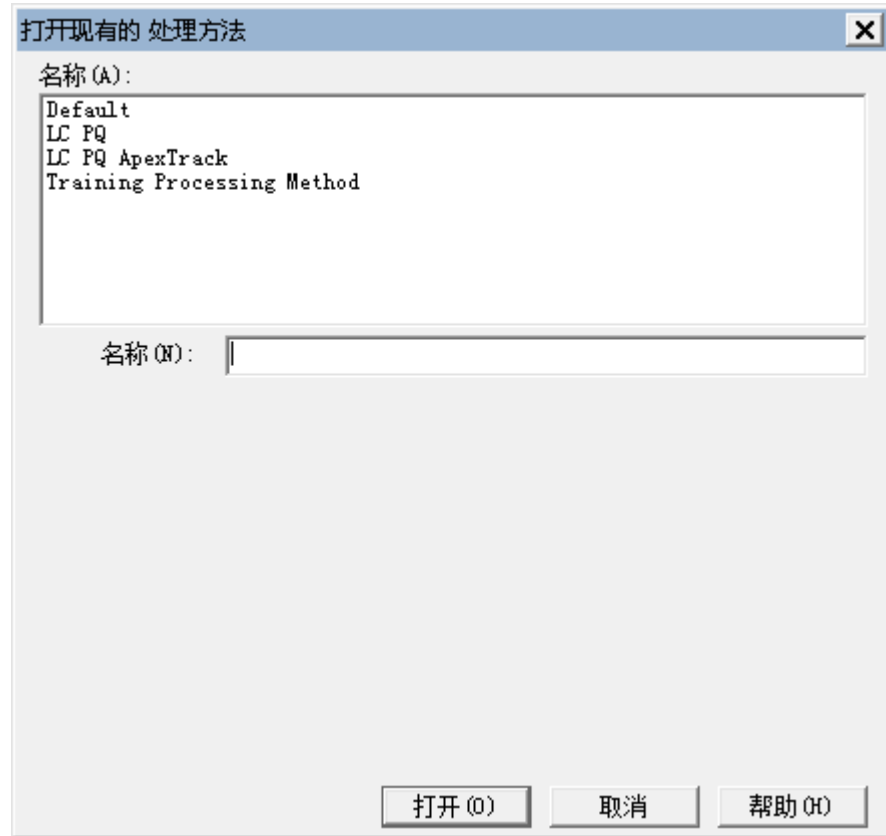 打开现有的 处理方法
名称(A):
Default
LC PQ
LC PQ ApexTrack
Training Processing Method
名称(N):
打开(O)
取消
帮助(H)